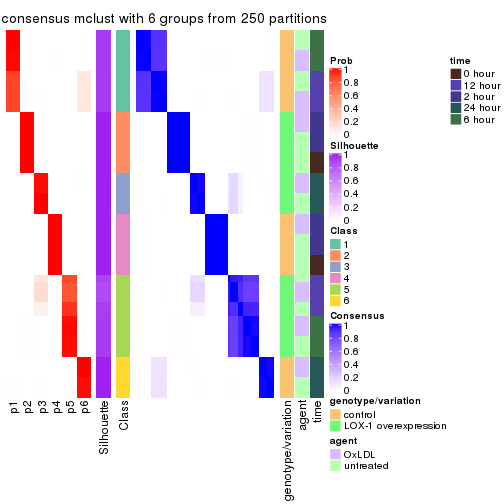 consensus mclust with 6 groups from 250 partitions
Prob
1
0.8
0.6
0.4
0.2
0
Silhouette
1
0.8
0.6
0.4
0.2
0
Class
1
2
3
4
5
6
Consensus
1
0.8
0.6
0.4
0.2
0
genotype/variation
control
LOX-1 overexpression
agent
OxLDL
untreated
time
0 hour
12 hour
2 hour
24 hour
6 hour
p1
p2
p3
p4
p5
p6
Silhouette
Class
genotype/variation
agent
time